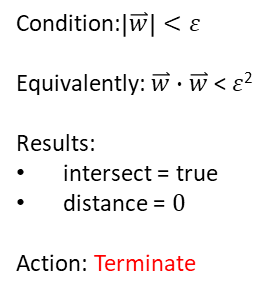 Condition:|w⃗| < ε
Equivalently: w⃗ · w⃗ < ε²
Results:
• intersect = true
• distance = 0
Action: Terminate